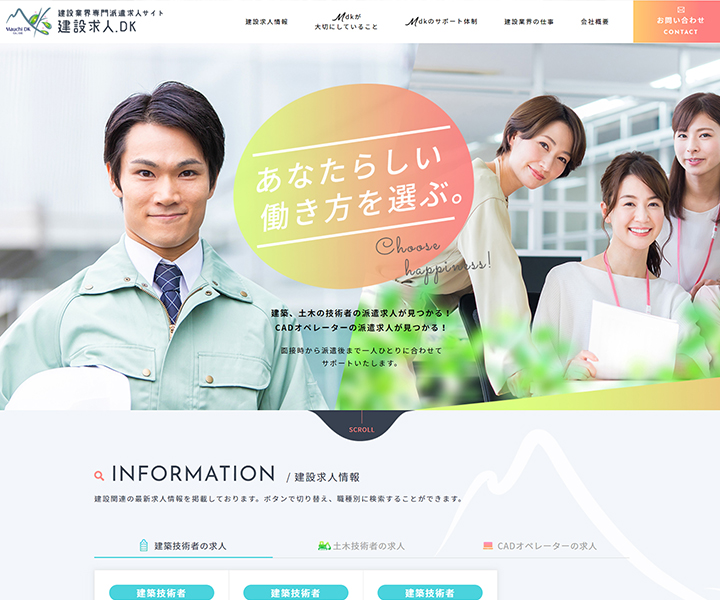 Mauchi DK
建設業界専門派遣求人サイト
建設求人.DK
建設求人情報
Mdkが
大切にしていること
Mdkのサポート体制
建設業界の仕事
会社概要
お問い合わせ
CONTACT
あなたらしい
働き方を選ぶ。
Choose
happiness!
建築、土木の技術者の派遣求人が見つかる！
CADオペレーターの派遣求人が見つかる！
面接時から派遣後まで一人ひとりに合わせて
サポートいたします。
SCROLL
INFORMATION / 建設求人情報
建設関連の最新求人情報を掲載しております。ボタンで切り替え、職種別に検索することができます。
建築技術者の求人
土木技術者の求人
CADオペレーターの求人
建築技術者
建築技術者
建築技術者